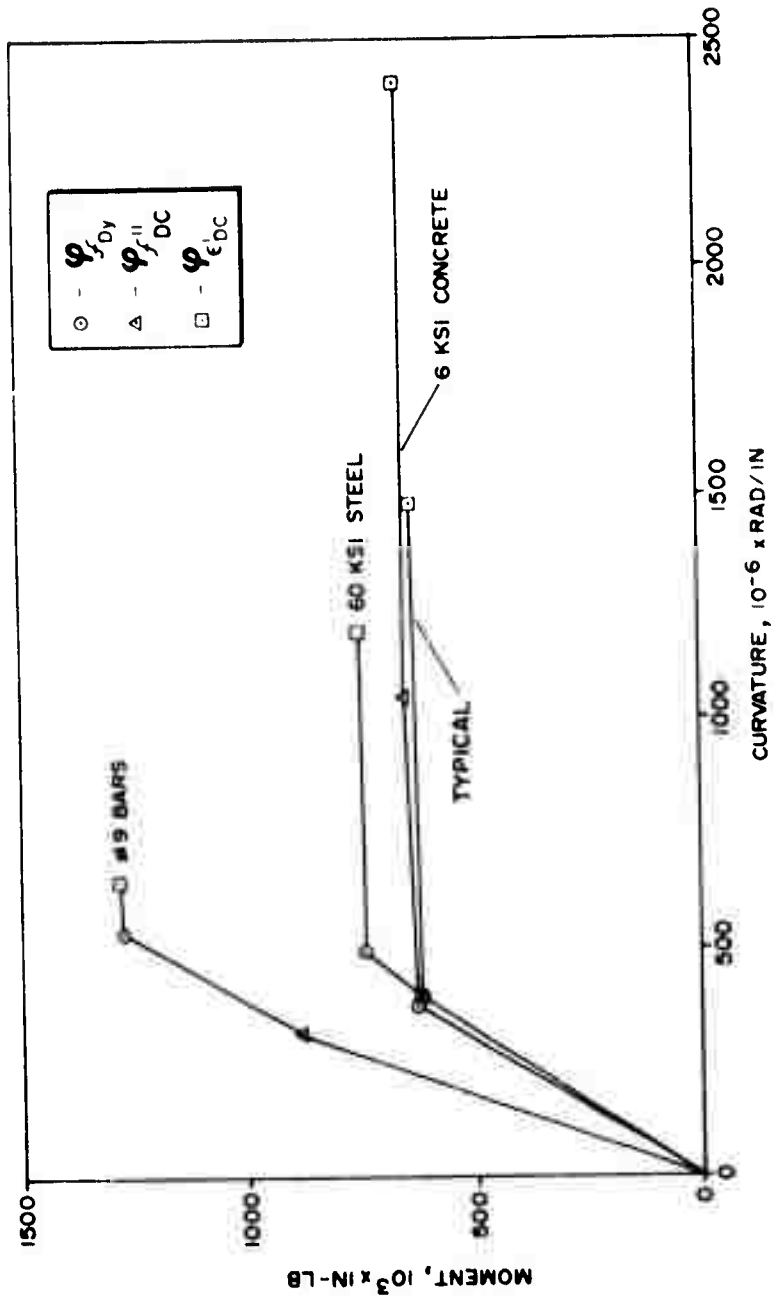 1500
1000
500
0
MOMENT, 10³ x IN-LB
0
500
1000
1500
2000
2500
CURVATURE, 10⁻⁶ x RAD/IN
#9 BARS
60 KSI STEEL
TYPICAL
6 KSI CONCRETE
⊙ - φ_f_Dy
△ - φ_f''_DC
⊡ - φ_ε'_DC